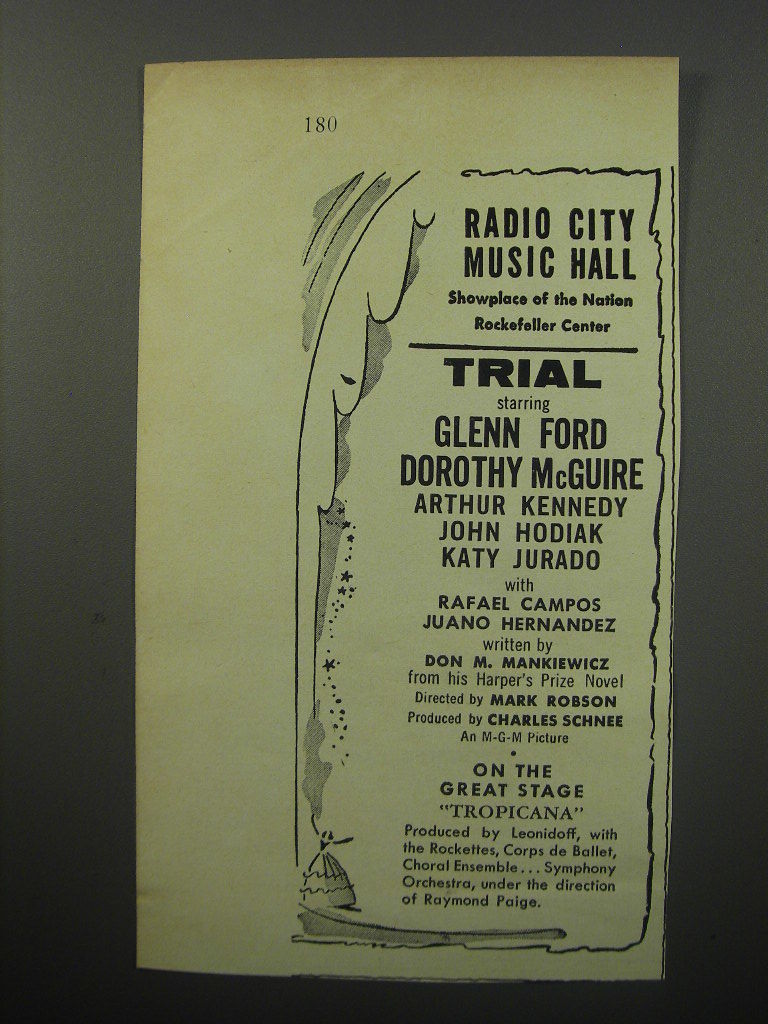 180
RADIO CITY
MUSIC HALL
Showplace of the Nation
Rockefeller Center
TRIAL
starring
GLENN FORD
DOROTHY McGUIRE
ARTHUR KENNEDY
JOHN HODIAK
KATY JURADO
with
RAFAEL CAMPOS
JUANO HERNANDEZ
written by
DON M. MANKIEWICZ
from his Harper's Prize Novel
Directed by MARK ROBSON
Produced by CHARLES SCHNEE
An M-G-M Picture
•
ON THE
GREAT STAGE
"TROPICANA"
Produced by Leonidoff, with
the Rockettes, Corps de Ballet,
Choral Ensemble... Symphony
Orchestra, under the direction
of Raymond Paige.